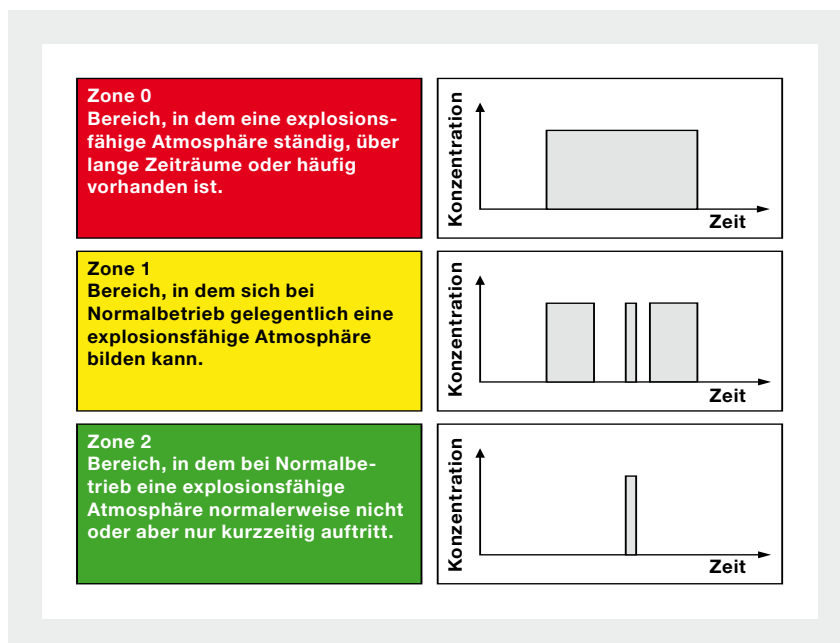 Zone 0
Bereich, in dem eine explosions-
fähige Atmosphäre ständig, über
lange Zeiträume oder häufig
vorhanden ist.
Konzentration
Zeit
Zone 1
Bereich, in dem sich bei
Normalbetrieb gelegentlich eine
explosionsfähige Atmosphäre
bilden kann.
Konzentration
Zeit
Zone 2
Bereich, in dem bei Normalbe-
trieb eine explosionsfähige
Atmosphäre normalerweise nicht
oder aber nur kurzzeitig auftritt.
Konzentration
Zeit